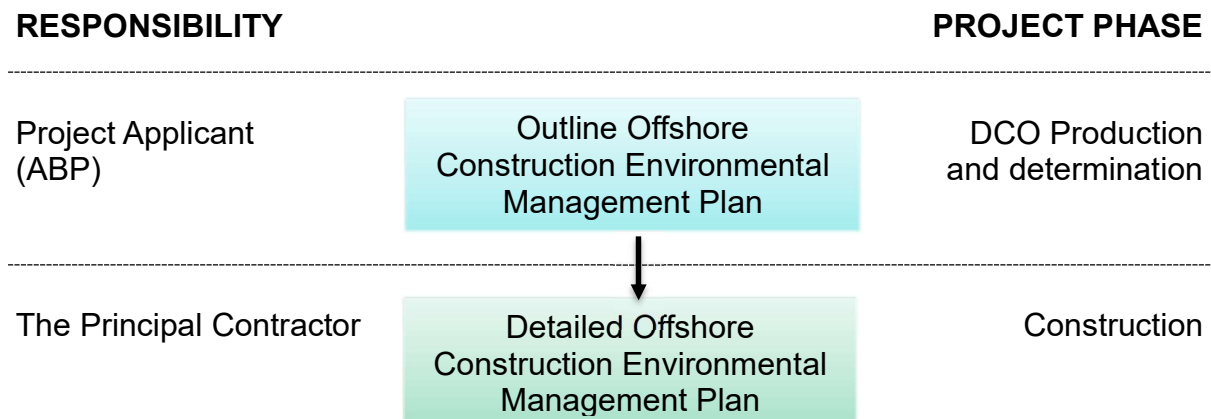 RESPONSIBILITY
PROJECT PHASE
Project Applicant
(ABP)
Outline Offshore
Construction Environmental
Management Plan
DCO Production
and determination
The Principal Contractor
Detailed Offshore
Construction Environmental
Management Plan
Construction